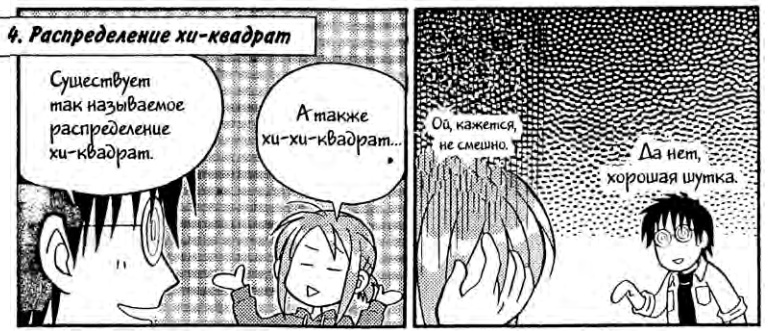 4. Распределение хи-квадрат
Существует
так называемое
распределение
хи-квадрат.
А также
хи-хи-квадрат...
Ой, кажется,
не смешно.
Да нет,
хорошая шутка.